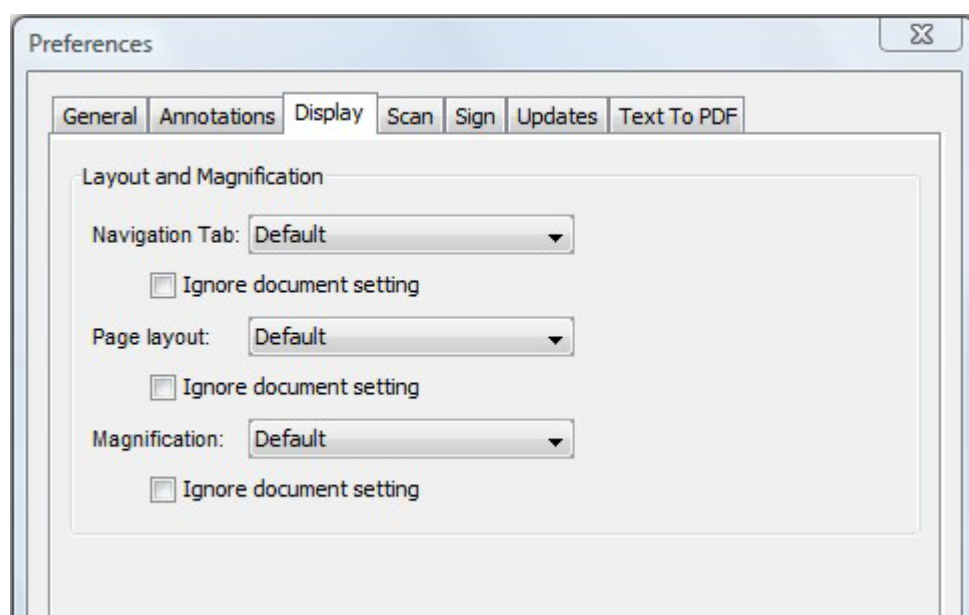 Preferences
General Annotations Display Scan Sign Updates Text To PDF
Layout and Magnification
Navigation Tab: Default
Ignore document setting
Page layout: Default
Ignore document setting
Magnification: Default
Ignore document setting